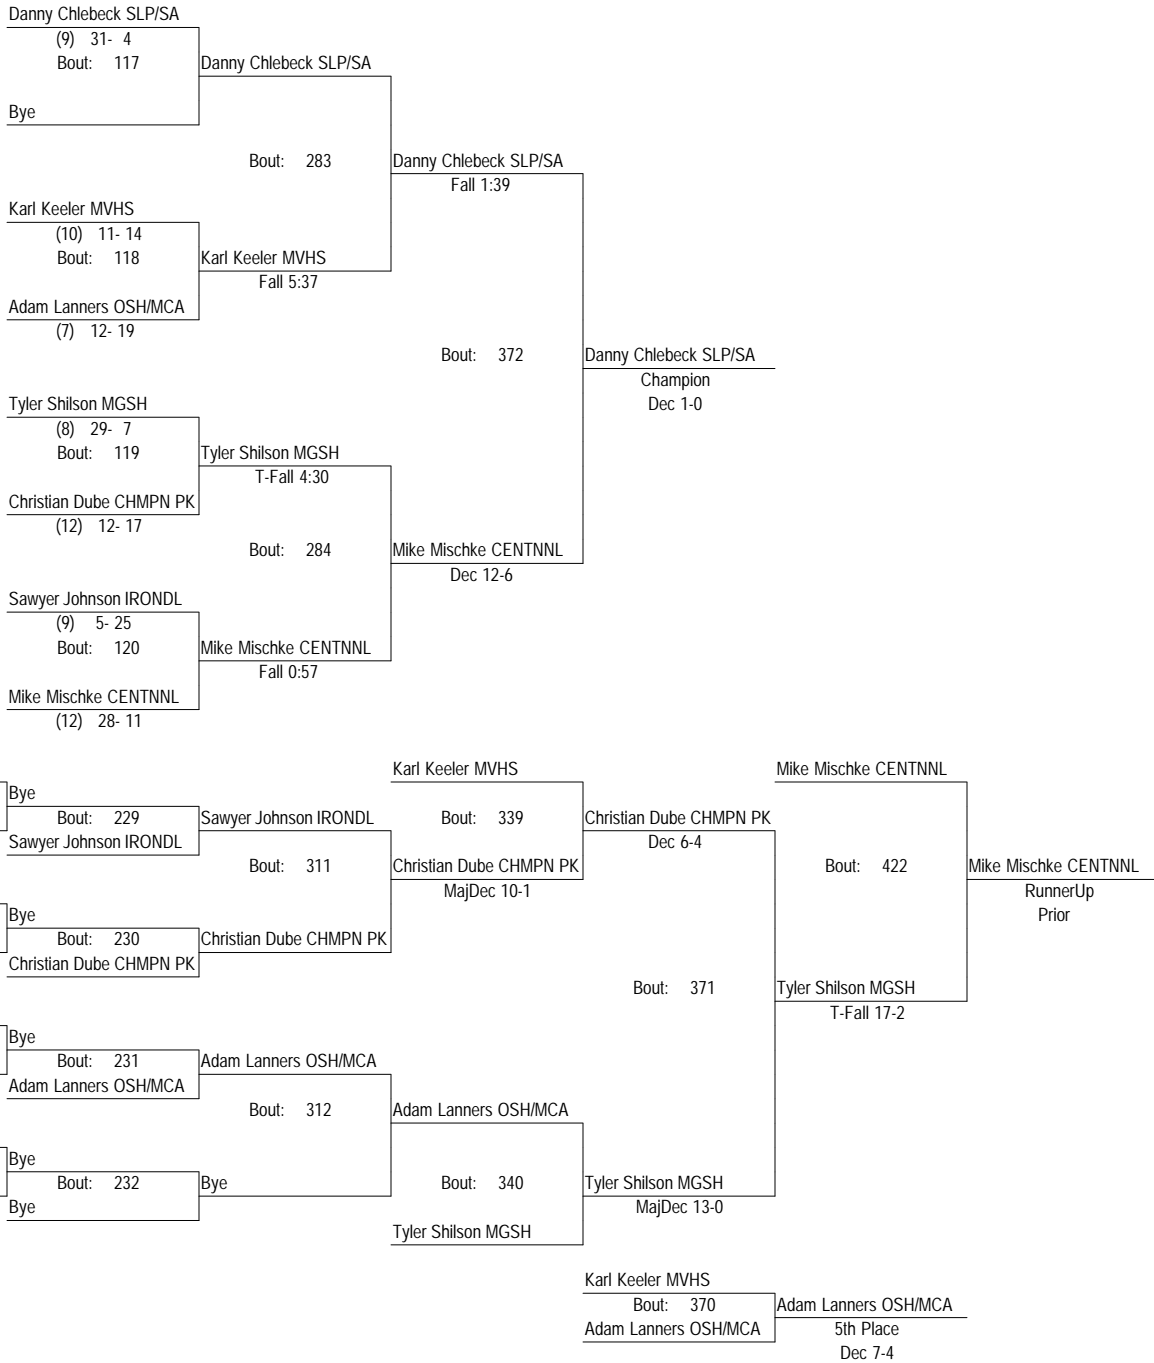 Danny Chlebeck SLP/SA
(9) 31- 4
Bout: 117
Danny Chlebeck SLP/SA
Bye
Bout: 283
Danny Chlebeck SLP/SA
Fall 1:39
Karl Keeler MVHS
(10) 11- 14
Bout: 118
Karl Keeler MVHS
Fall 5:37
Adam Lanners OSH/MCA
(7) 12- 19
Bout: 372
Danny Chlebeck SLP/SA
Champion
Dec 1-0
Tyler Shilson MGSH
(8) 29- 7
Bout: 119
Tyler Shilson MGSH
T-Fall 4:30
Christian Dube CHMPN PK
(12) 12- 17
Bout: 284
Mike Mischke CENTNNL
Dec 12-6
Sawyer Johnson IRONDL
(9) 5- 25
Bout: 120
Mike Mischke CENTNNL
Fall 0:57
Mike Mischke CENTNNL
(12) 28- 11
Karl Keeler MVHS
Mike Mischke CENTNNL
Bye
Bout: 229
Sawyer Johnson IRONDL
Bout: 339
Christian Dube CHMPN PK
Dec 6-4
Sawyer Johnson IRONDL
Bout: 311
Christian Dube CHMPN PK
MajDec 10-1
Bout: 422
Mike Mischke CENTNNL
RunnerUp
Prior
Bye
Bout: 230
Christian Dube CHMPN PK
Christian Dube CHMPN PK
Bout: 371
Tyler Shilson MGSH
T-Fall 17-2
Bye
Bout: 231
Adam Lanners OSH/MCA
Adam Lanners OSH/MCA
Bout: 312
Adam Lanners OSH/MCA
Bye
Bout: 232
Bye
Bout: 340
Tyler Shilson MGSH
MajDec 13-0
Bye
Tyler Shilson MGSH
Karl Keeler MVHS
Bout: 370
Adam Lanners OSH/MCA
Adam Lanners OSH/MCA
5th Place
Dec 7-4